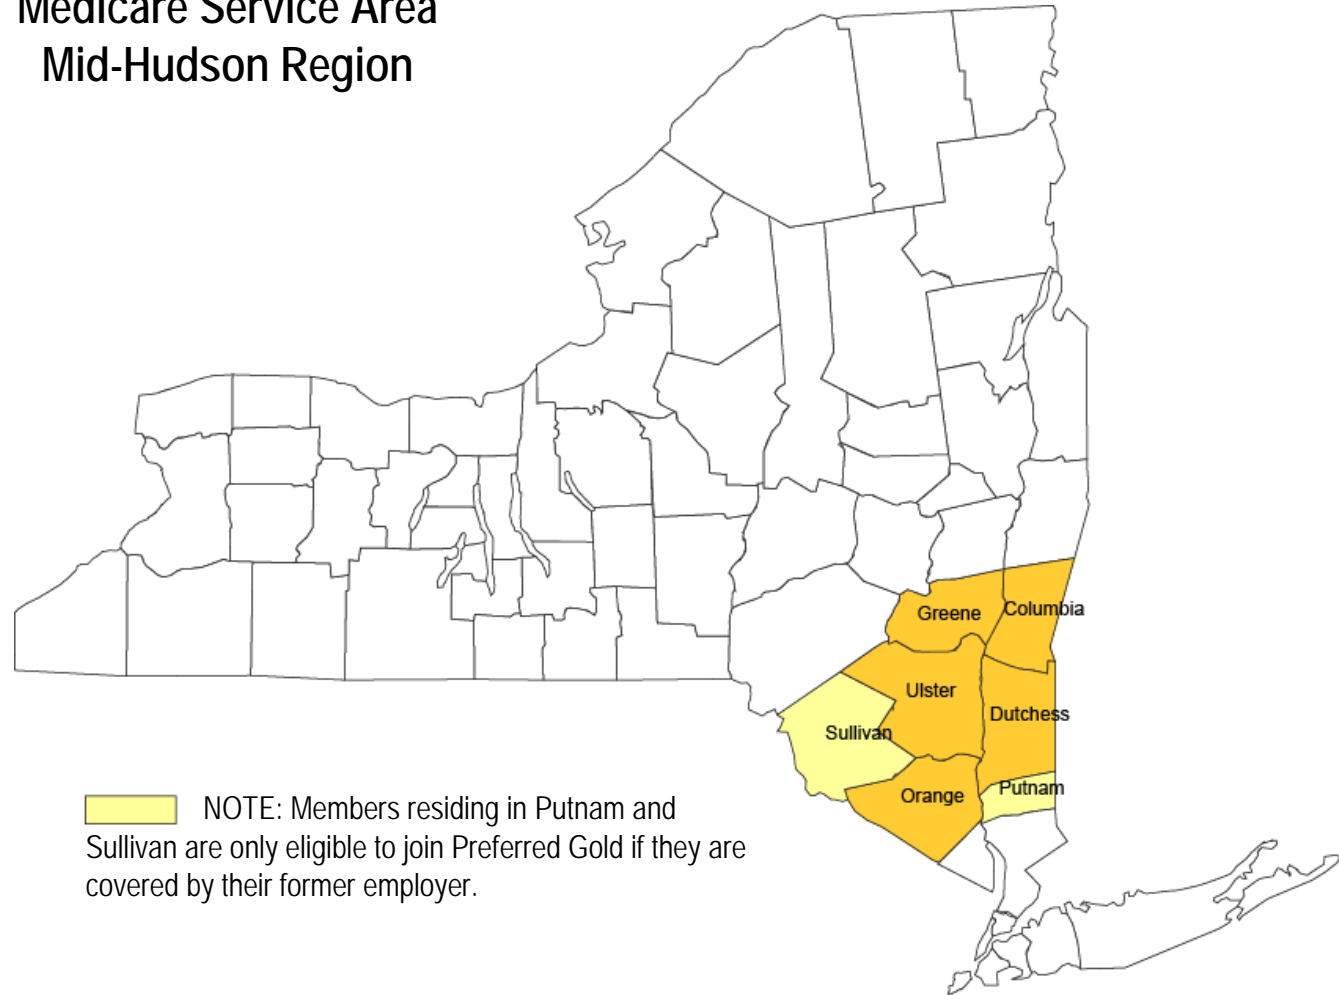 Medicare Service Area
Mid-Hudson Region
Greene
Columbia
Ulster
Dutchess
Sullivan
Putnam
Orange
NOTE: Members residing in Putnam and
Sullivan are only eligible to join Preferred Gold if they are
covered by their former employer.